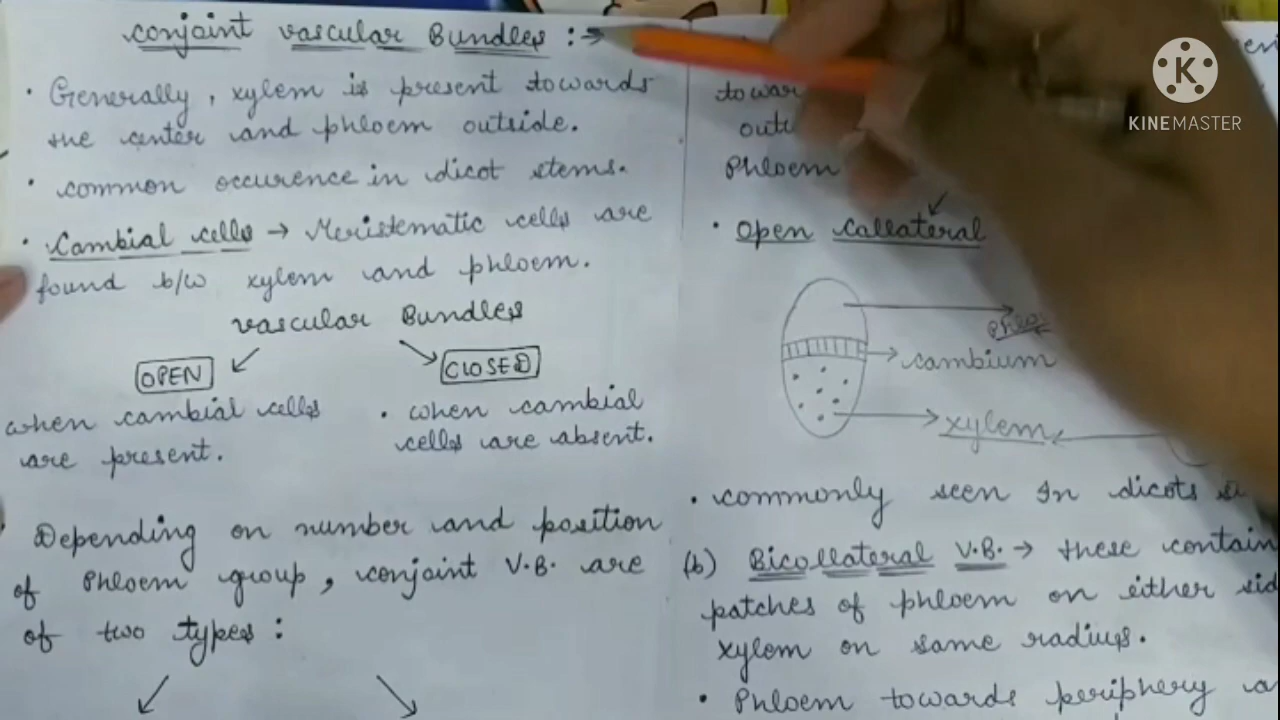 conjoint vascular Bundles :→
• Generally, xylem is present towards
the center and phloem outside.
• common occurence in dicot stems.
• Cambial cells → Meristematic cells are
found b/w xylem and phloem.
vascular Bundles
OPEN
CLOSED
when cambial cells
are present.
• when cambial
cells are absent.
Depending on number and position
of Phloem group, conjoint V.B. are
of two types :
towar
outs
Phloem
• Open Callateral
phlo
cambium
xylem
• commonly seen In dicots
(b) Bicollateral V.B. → these contain
patches of phloem on either sid
xylem on same radius.
• Phloem towards periphery a
KINEMASTER